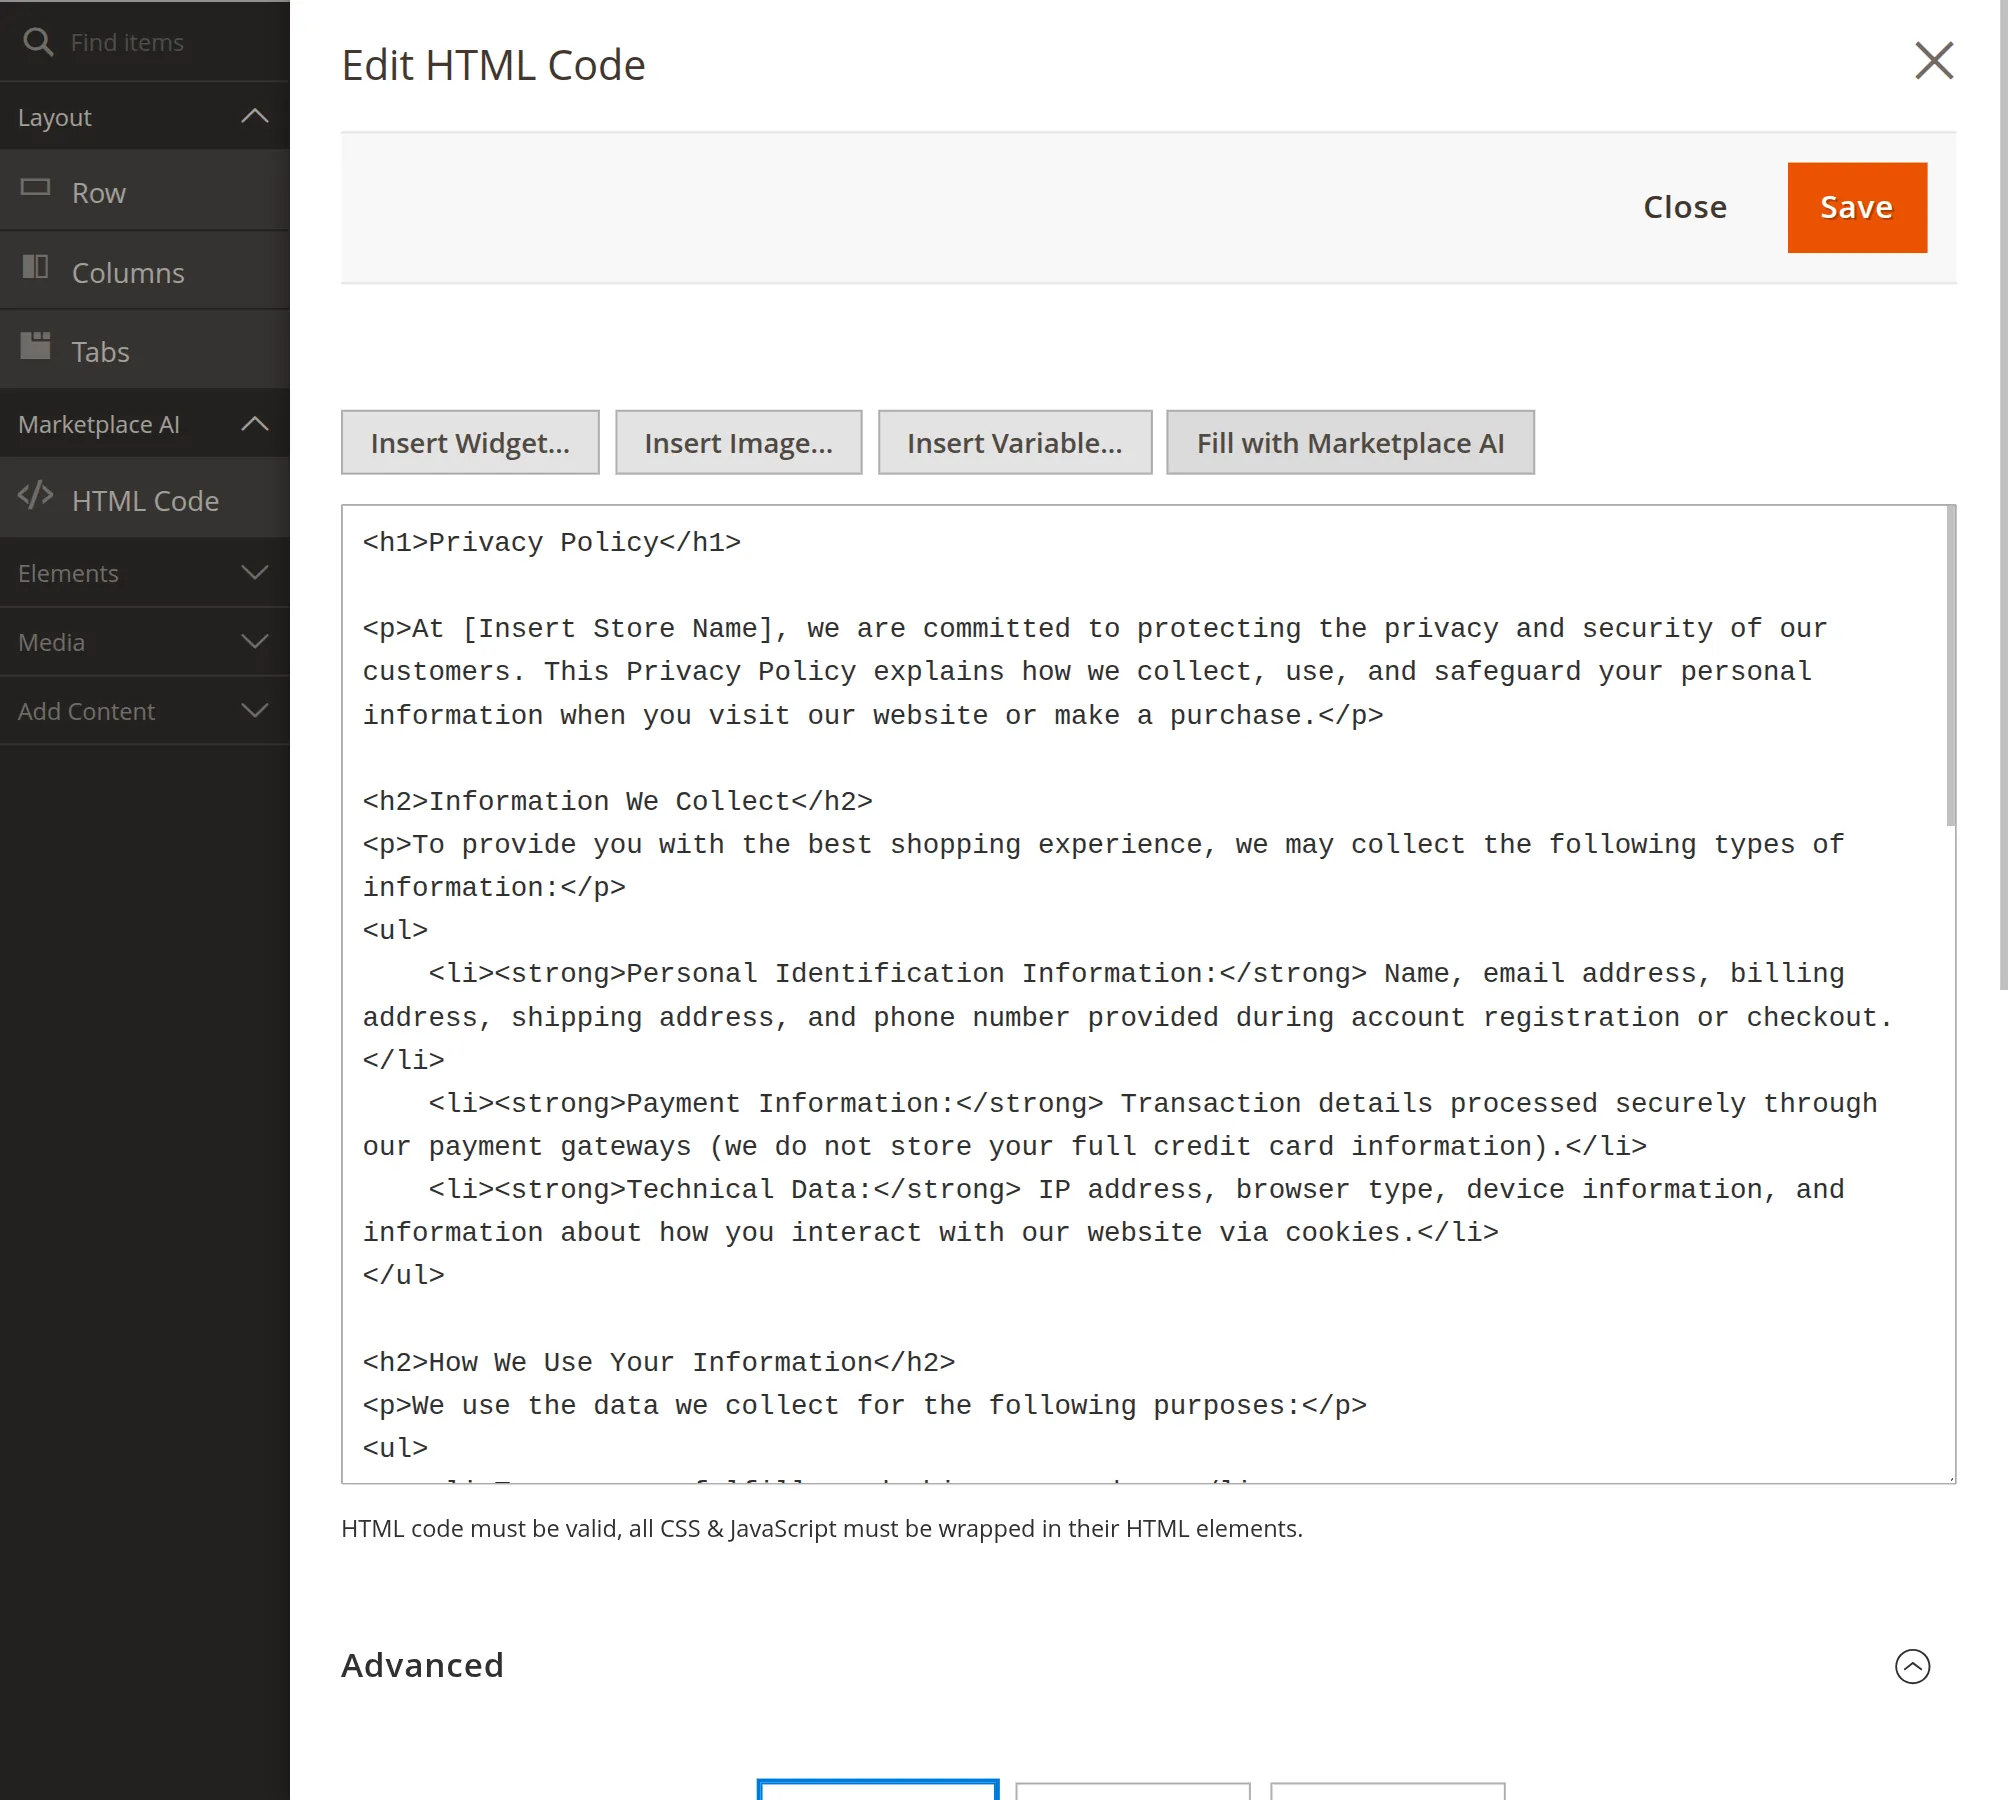 Find items
Layout
Row
Columns
Tabs
Marketplace AI
HTML Code
Elements
Media
Add Content
Edit HTML Code
Close
Save
Insert Widget...
Insert Image...
Insert Variable...
Fill with Marketplace AI
<h1>Privacy Policy</h1>
<p>At [Insert Store Name], we are committed to protecting the privacy and security of our
customers. This Privacy Policy explains how we collect, use, and safeguard your personal
information when you visit our website or make a purchase.</p>
<h2>Information We Collect</h2>
<p>To provide you with the best shopping experience, we may collect the following types of
information:</p>
<ul>
<li><strong>Personal Identification Information:</strong> Name, email address, billing
address, shipping address, and phone number provided during account registration or checkout.
</li>
<li><strong>Payment Information:</strong> Transaction details processed securely through
our payment gateways (we do not store your full credit card information).</li>
<li><strong>Technical Data:</strong> IP address, browser type, device information, and
information about how you interact with our website via cookies.</li>
</ul>
<h2>How We Use Your Information</h2>
<p>We use the data we collect for the following purposes:</p>
<ul>
HTML code must be valid, all CSS & JavaScript must be wrapped in their HTML elements.
Advanced